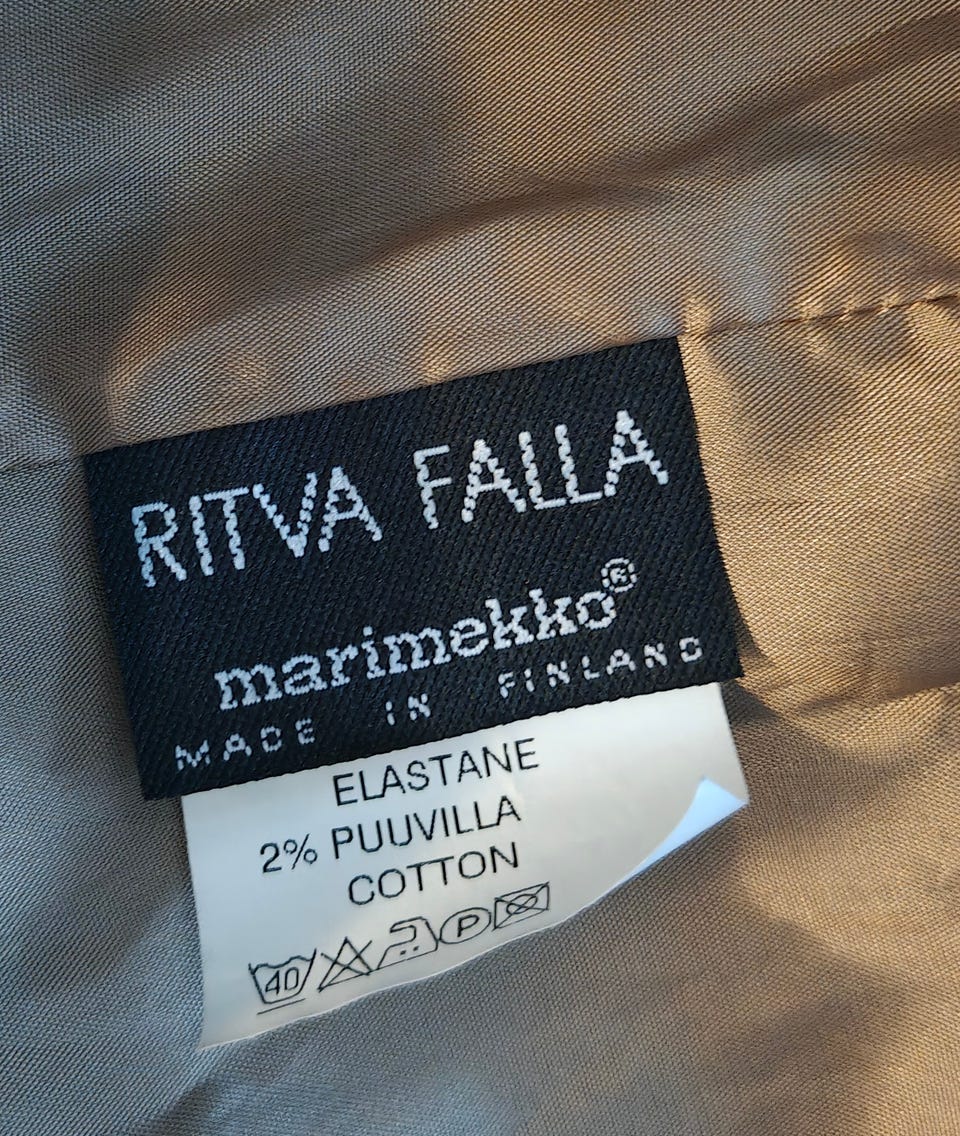 RITVA FALLA
marimekko®
MADE IN FINLAND
ELASTANE
2% PUUVILLA
COTTON
40 P